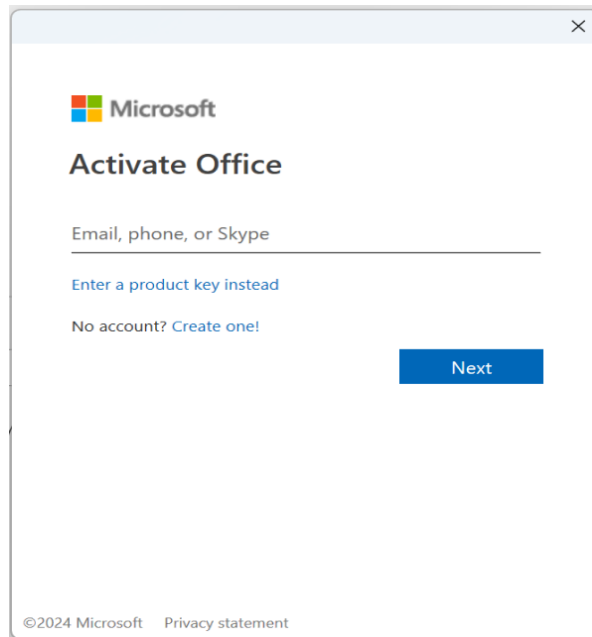 Microsoft
Activate Office
Email, phone, or Skype
Enter a product key instead
No account? Create one!
Next
©2024 Microsoft Privacy statement